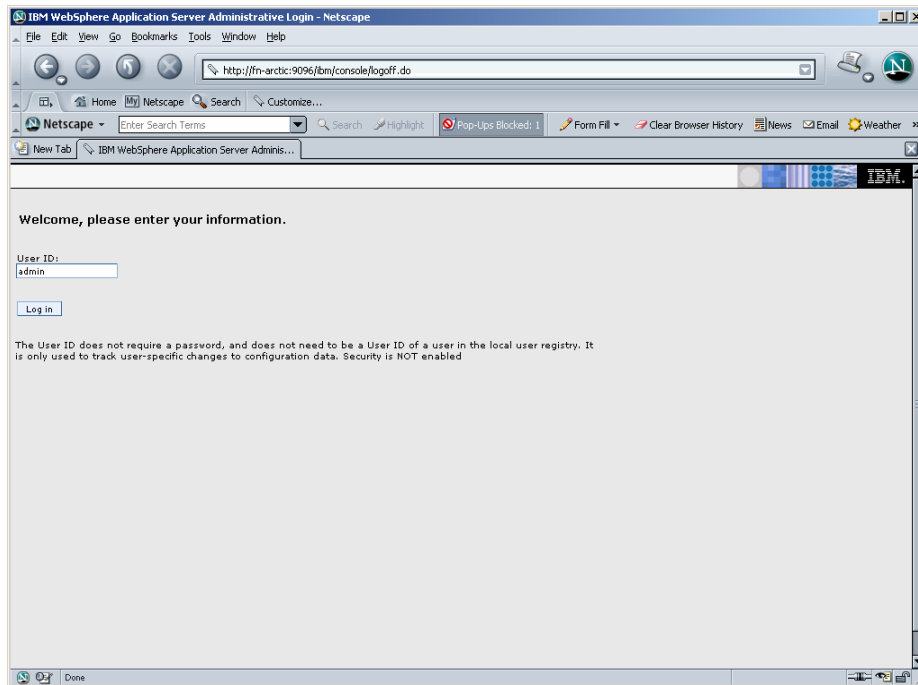 IBM WebSphere Application Server Administrative Login - Netscape
File Edit View Go Bookmarks Tools Window Help
http://fn-arctic:9096/ibm/console/logoff.do
Home My Netscape Search Customize...
Netscape Enter Search Terms Search Highlight Pop-Ups Blocked: 1 Form Fill Clear Browser History News Email Weather »
New Tab IBM WebSphere Application Server Adminis...
IBM.
Welcome, please enter your information.
User ID:
admin
Log in
The User ID does not require a password, and does not need to be a User ID of a user in the local user registry. It
is only used to track user-specific changes to configuration data. Security is NOT enabled
Done